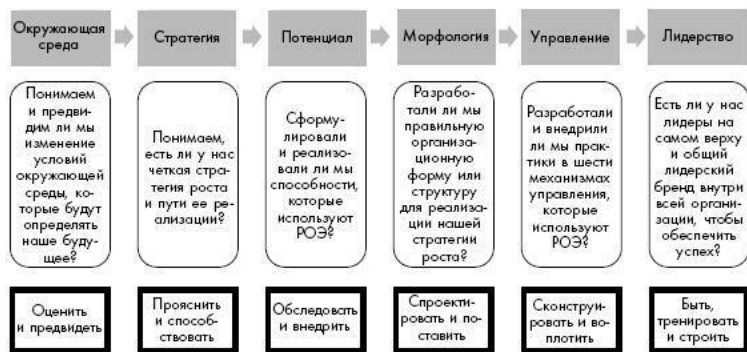 Окружающая
среда
Стратегия
Потенциал
Морфология
Управление
Лидерство
Понимаем
и предвидим ли мы
изменение
условий
окружающей
среды, ко-
торые будут
определять
наше буду-
щее?
Понимаем,
есть ли у нас
четкая стра-
тегия роста
и пути ее ре-
ализации?
Сформу-
лировали
и реализо-
вали ли мы
способности,
которые
используют
РОЭ?
Разрабо-
тали ли мы
правильную
организа-
ционную
форму или
структуру
для реализа-
ции нашей
стратегии
роста?
Разработали
и внедрили
ли мы прак-
тики в шести
механизмах
управления,
которые
используют
РОЭ?
Есть ли у нас
лидеры на
самом верху
и общий
лидерский
бренд внутри
всей органи-
зации, чтобы
обеспечить
успех?
Оценить
и предвидеть
Прояснить
и способ-
ствовать
Обследовать
и внедрить
Спроекти-
ровать и по-
ставить
Сконструи-
ровать и во-
плотить
Быть,
тренировать
и строить